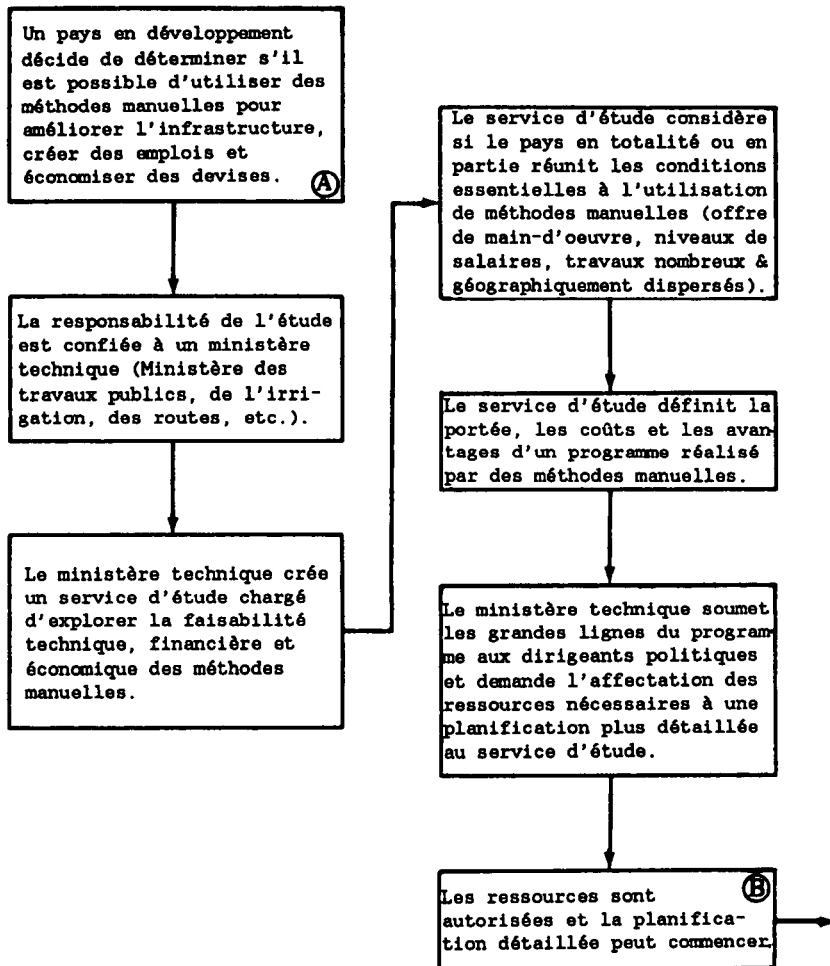 Un pays en développement
décide de déterminer s'il
est possible d'utiliser des
méthodes manuelles pour
améliorer l'infrastructure,
créer des emplois et
économiser des devises.
A
La responsabilité de l'étude
est confiée à un ministère
technique (Ministère des
travaux publics, de l'irri-
gation, des routes, etc.).
Le ministère technique crée
un service d'étude chargé
d'explorer la faisabilité
technique, financière et
économique des méthodes
manuelles.
Le service d'étude considère
si le pays en totalité ou en
partie réunit les conditions
essentielles à l'utilisation
de méthodes manuelles (offre
de main-d'oeuvre, niveaux de
salaires, travaux nombreux &
géographiquement dispersés).
Le service d'étude définit la
portée, les coûts et les avan-
tages d'un programme réalisé
par des méthodes manuelles.
Le ministère technique soumet
les grandes lignes du program-
me aux dirigeants politiques
et demande l'affectation des
ressources nécessaires à une
planification plus détaillée
au service d'étude.
B
Les ressources sont
autorisées et la planifica-
tion détaillée peut commencer.